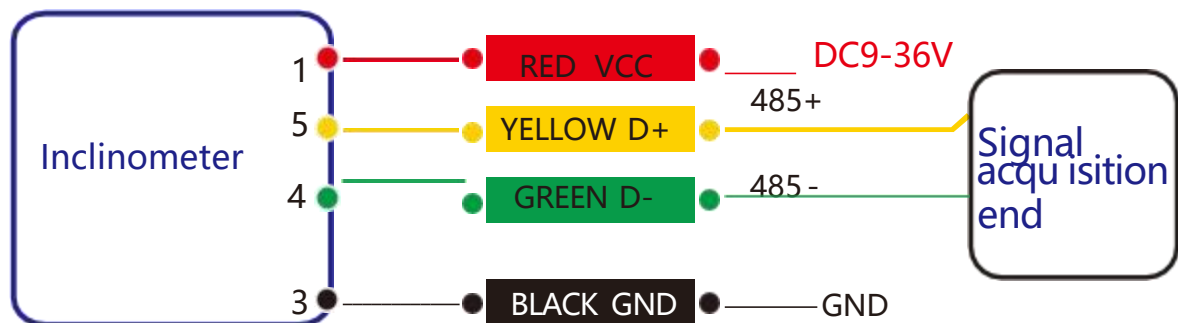 1 RED VCC DC9-36V
485+
5 YELLOW D+
Inclinometer
Signal
acqu isition
end
4 GREEN D- 485 -
3 BLACK GND GND